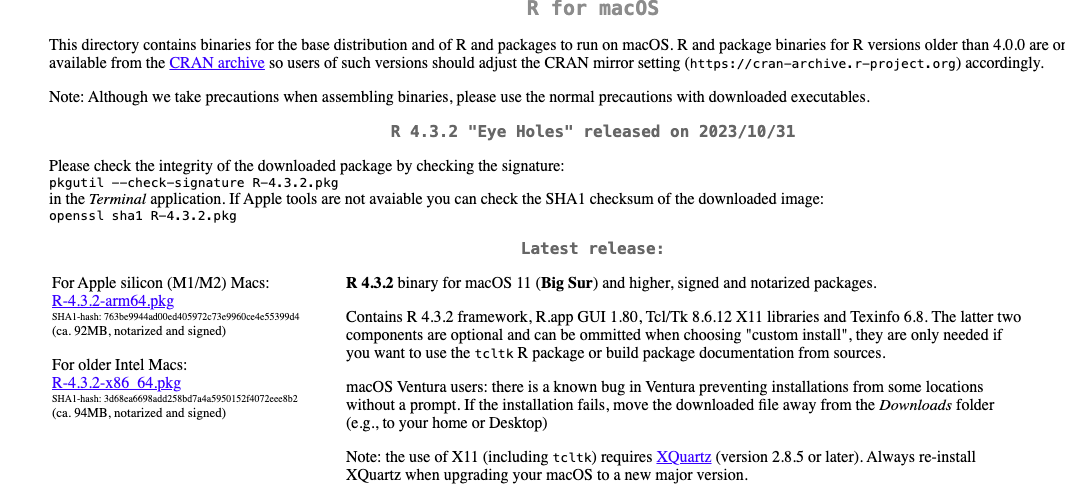 R for macOS
This directory contains binaries for the base distribution and of R and packages to run on macOS. R and package binaries for R versions older than 4.0.0 are
available from the CRAN archive so users of such versions should adjust the CRAN mirror setting (https://cran-archive.r-project.org) accordingly.
Note: Although we take precautions when assembling binaries, please use the normal precautions with downloaded executables.
R 4.3.2 "Eye Holes" released on 2023/10/31
Please check the integrity of the downloaded package by checking the signature:
pkgutil --check-signature R-4.3.2.pkg
in the Terminal application. If Apple tools are not avaiable you can check the SHA1 checksum of the downloaded image:
openssl sha1 R-4.3.2.pkg
Latest release:
For Apple silicon (M1/M2) Macs:
R-4.3.2-arm64.pkg
SHA1-hash: 763be9944ad00ed405972c73e9960ce4e55399d4
(ca. 92MB, notarized and signed)
For older Intel Macs:
R-4.3.2-x86_64.pkg
SHA1-hash: 3d68ea6698add258bd7a4a5950152f4072eee8b2
(ca. 94MB, notarized and signed)
R 4.3.2 binary for macOS 11 (Big Sur) and higher, signed and notarized packages.
Contains R 4.3.2 framework, R.app GUI 1.80, Tcl/Tk 8.6.12 X11 libraries and Texinfo 6.8. The latter two
components are optional and can be ommitted when choosing "custom install", they are only needed if
you want to use the tcltk R package or build package documentation from sources.
macOS Ventura users: there is a known bug in Ventura preventing installations from some locations
without a prompt. If the installation fails, move the downloaded file away from the Downloads folder
(e.g., to your home or Desktop)
Note: the use of X11 (including tcltk) requires XQuartz (version 2.8.5 or later). Always re-install
XQuartz when upgrading your macOS to a new major version.